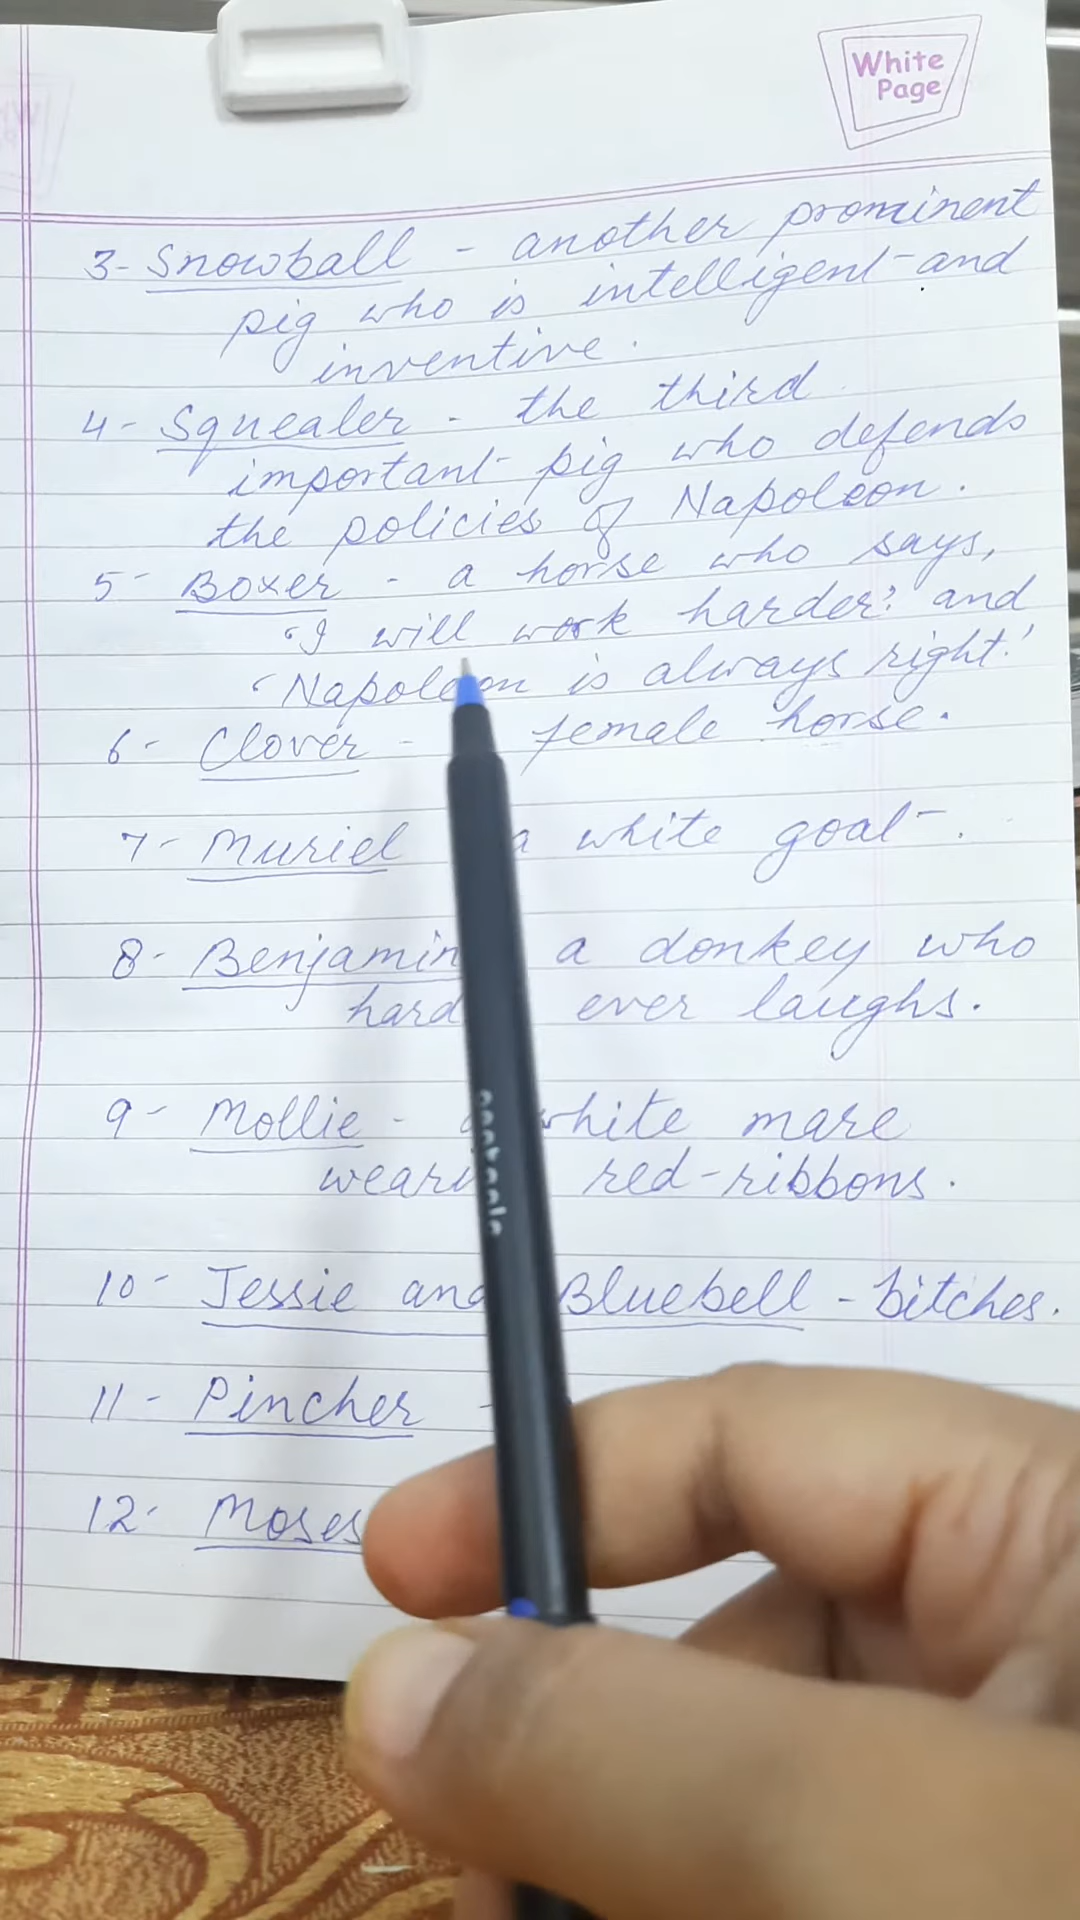 White
Page
3- Snowball - another prominent
pig who is intelligent and
inventive.
4- Squealer - the third
important pig who defends
the policies of Napoleon.
5- Boxer - a horse who says,
'I will work harder.' and
'Napoleon is always right.'
6- Clover - female horse.
7- Muriel a white goat.
8- Benjamin a donkey who
ever laughs.
9- Mollie - white mare
red-ribbons.
10- Jessie and Bluebell - bitches.
11- Pincher -
12- Moses